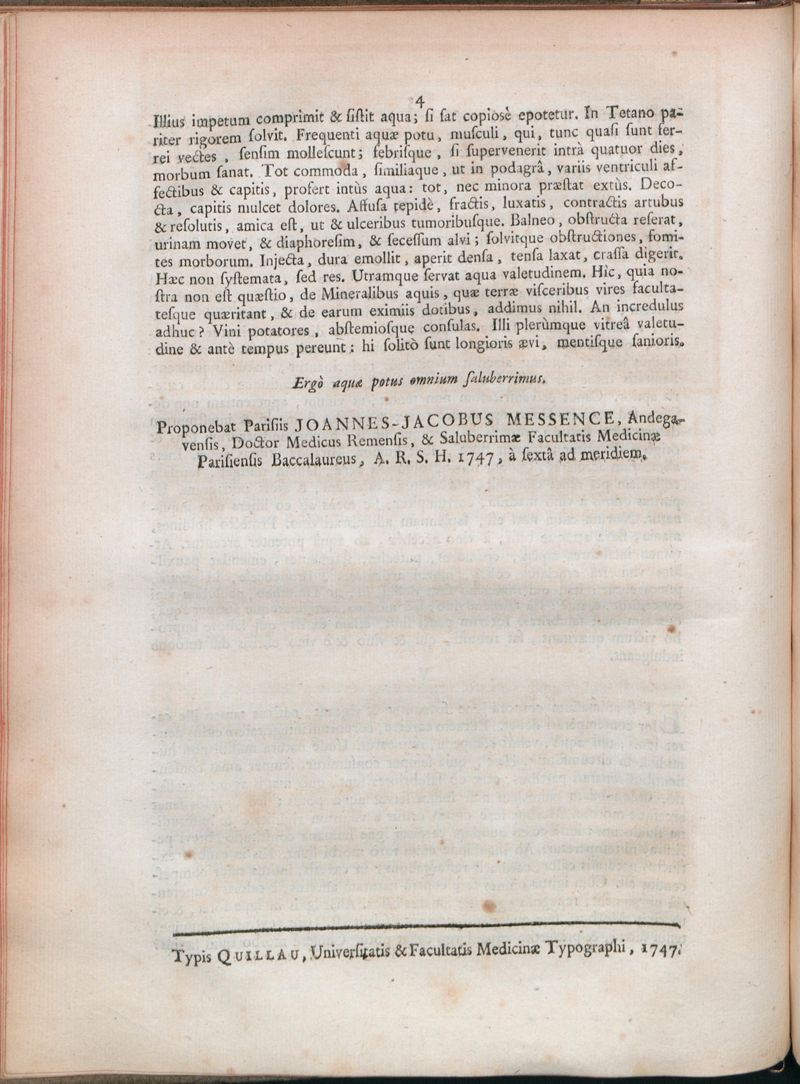 4
Illius impetum comprimit & ſiſtit aqua; ſi ſat copiosè epotetur. In Tetano pa-
riter rigorem ſolvit. Frequenti aquæ potu, muſculi, qui, tunc quaſi ſunt fer-
rei vectes, ſenſim molleſcunt; febriſque, ſi ſupervenerit intrà quatuor dies,
morbum ſanat. Tot commoda, ſimiliaque, ut in podagrâ, variis ventriculi af-
fectibus & capitis, profert intùs aqua: tot, nec minora præſtat extùs. Deco-
cta, capitis mulcet dolores. Affuſa tepidè, fractis, luxatis, contractis artubus
& reſolutis, amica eſt, ut & ulceribus tumoribuſque. Balneo, obſtructa reſerat,
urinam movet, & diaphoreſim, & ſeceſſum alvi; ſolvitque obſtructiones, fomi-
tes morborum. Injecta, dura emollit, aperit denſa, tenſa laxat, craſſa digerit.
Hæc non ſyſtemata, ſed res. Utramque ſervat aqua valetudinem. Hic, quia no-
ſtra non eſt quæſtio, de Mineralibus aquis, quæ terræ viſceribus vires faculta-
teſque quæritant, & de earum eximiis dotibus, addimus nihil. An incredulus
adhuc? Vini potatores, abſtemioſque conſulas. Illi plerùmque vitreâ valetu-
dine & antè tempus pereunt; hi ſolitò ſunt longioris ævi, mentiſque ſanioris.
Ergò aquæ potus omnium ſaluberrimus.
Proponebat Pariſiis JOANNES-JACOBUS MESSENCE, Andega-
venſis, Doctor Medicus Remenſis, & Saluberrimæ Facultatis Medicinæ
Pariſienſis Baccalaureus, A. R. S. H. 1747, à ſextâ ad meridiem.
Typis QUILLAU, Univerſitatis & Facultatis Medicinæ Typographi, 1747.